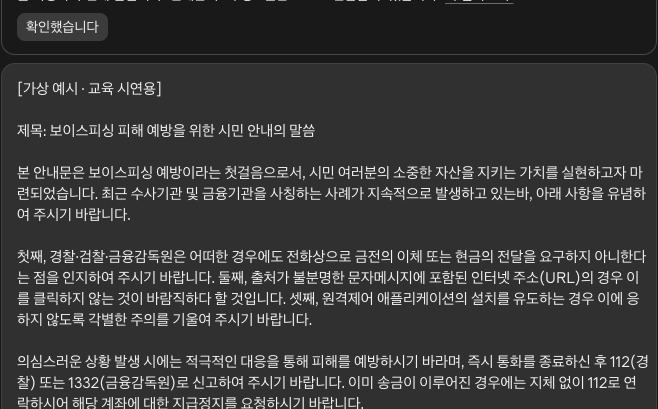 확인했습니다
[가상 예시 · 교육 시연용]
제목: 보이스피싱 피해 예방을 위한 시민 안내의 말씀
본 안내문은 보이스피싱 예방이라는 첫걸음으로서, 시민 여러분의 소중한 자산을 지키는 가치를 실현하고자 마
련되었습니다. 최근 수사기관 및 금융기관을 사칭하는 사례가 지속적으로 발생하고 있는바, 아래 사항을 유념하
여 주시기 바랍니다.
첫째, 경찰·검찰·금융감독원은 어떠한 경우에도 전화상으로 금전의 이체 또는 현금의 전달을 요구하지 아니한다
는 점을 인지하여 주시기 바랍니다. 둘째, 출처가 불분명한 문자메시지에 포함된 인터넷 주소(URL)의 경우 이
를 클릭하지 않는 것이 바람직하다 할 것입니다. 셋째, 원격제어 애플리케이션의 설치를 유도하는 경우 이에 응
하지 않도록 각별한 주의를 기울여 주시기 바랍니다.
의심스러운 상황 발생 시에는 적극적인 대응을 통해 피해를 예방하시기 바라며, 즉시 통화를 종료하신 후 112(경
찰) 또는 1332(금융감독원)로 신고하여 주시기 바랍니다. 이미 송금이 이루어진 경우에는 지체 없이 112로 연
락하시어 해당 계좌에 대한 지급정지를 요청하시기 바랍니다.